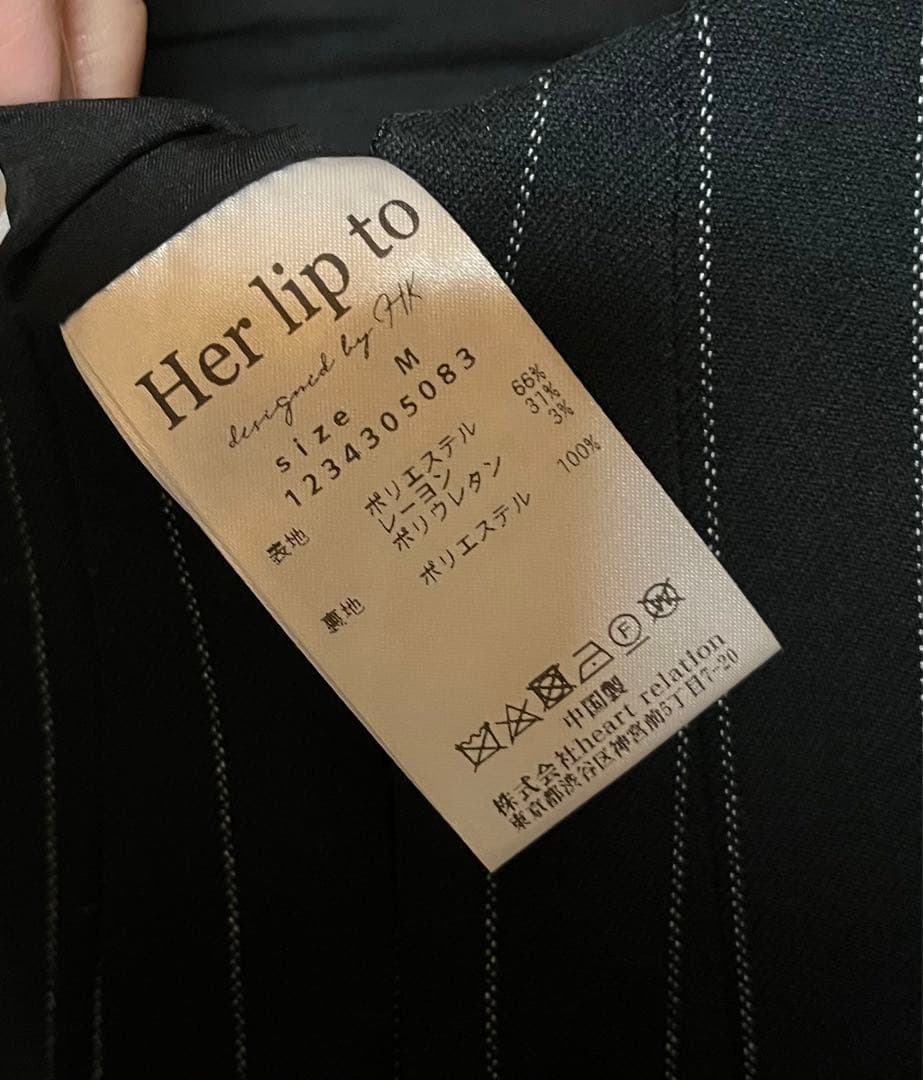 Her lip to
designed by HK
size M
1234305083
表地 ポリエステル 66%
レーヨン 31%
ポリウレタン 3%
裏地 ポリエステル 100%
F W
中国製
株式会社heart relation
東京都渋谷区神宮前5丁目7-20